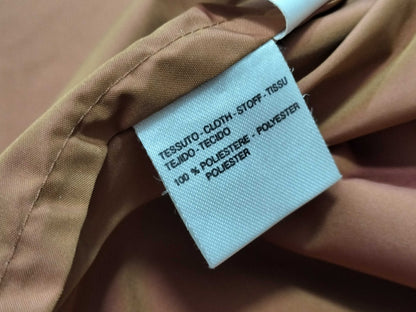 TESSUTO-CLOTH-STOFF-TISSU
TEJIDO-TECIDO
100 % POLIESTERE - POLYESTER
POLIESTER